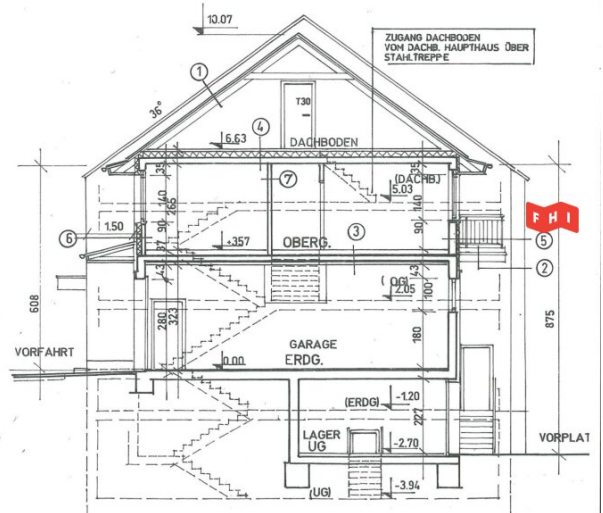 10.07
ZUGANG DACHBODEN
VOM DACHB. HAUPTHAUS ÜBER
STAHLTREPPE
1
36°
T30
4
6.63
DACHBODEN
35
7
35
(DACHB.)
5.03
140
265
140
FHI
6
1.50
90
90
5
+357
OBERG.
3
37
2
43
43
(OG)
2.05
100
608
280
323
875
180
GARAGE
ERDG.
VORFAHRT
0.00
(ERDG)
-1.20
227
LAGER
UG
-2.70
VORPLAT
(UG)
-3.94